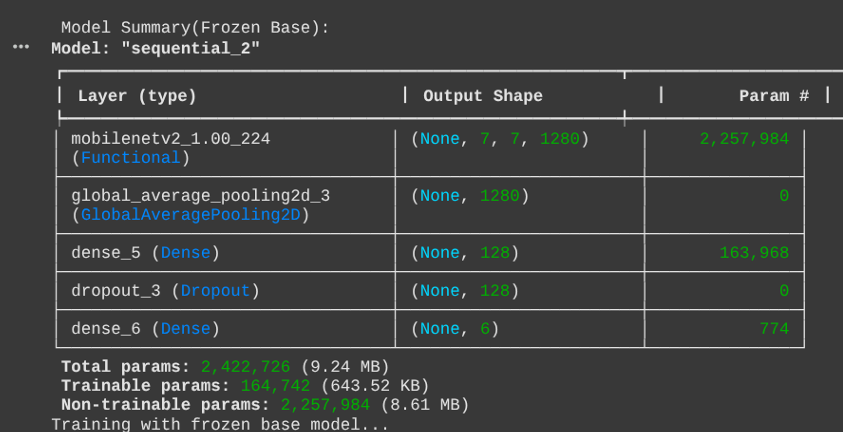 Model Summary(Frozen Base):
... Model: "sequential_2"
Layer (type) Output Shape Param #
mobilenetv2_1.00_224 (None, 7, 7, 1280) 2,257,984
(Functional)
global_average_pooling2d_3 (None, 1280) 0
(GlobalAveragePooling2D)
dense_5 (Dense) (None, 128) 163,968
dropout_3 (Dropout) (None, 128) 0
dense_6 (Dense) (None, 6) 774
Total params: 2,422,726 (9.24 MB)
Trainable params: 164,742 (643.52 KB)
Non-trainable params: 2,257,984 (8.61 MB)
Training with frozen base model...